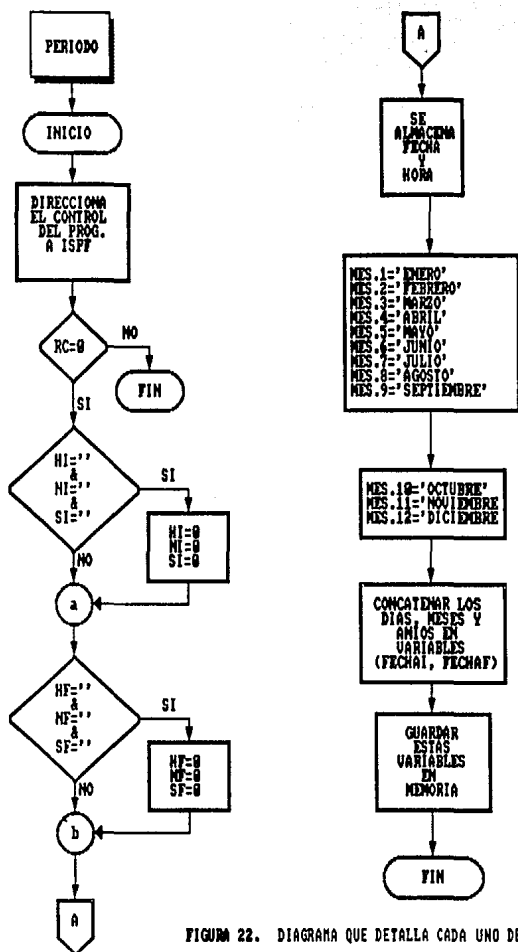 PERIODO
INICIO
DIRECCIONA
EL CONTROL
DEL PROG.
A ISPF
RC=0
NO
FIN
SI
HI=''
&
MI=''
&
SI=''
SI
HI=0
MI=0
SI=0
NO
a
HF=''
&
MF=''
&
SF=''
SI
HF=0
MF=0
SF=0
NO
b
A
A
SE
ALMACENA
FECHA
Y
HORA
MES.1='ENERO'
MES.2='FEBRERO'
MES.3='MARZO'
MES.4='ABRIL'
MES.5='MAYO'
MES.6='JUNIO'
MES.7='JULIO'
MES.8='AGOSTO'
MES.9='SEPTIEMBRE'
MES.10='OCTUBRE'
MES.11='NOVIEMBRE
MES.12='DICIEMBRE
CONCATENAR LOS
DIAS, MESES Y
ANIOS EN
VARIABLES
(FECHAI, FECHAF)
GUARDAR
ESTAS
VARIABLES
EN
MEMORIA
FIN
FIGURA 22. DIAGRAMA QUE DETALLA CADA UNO DE